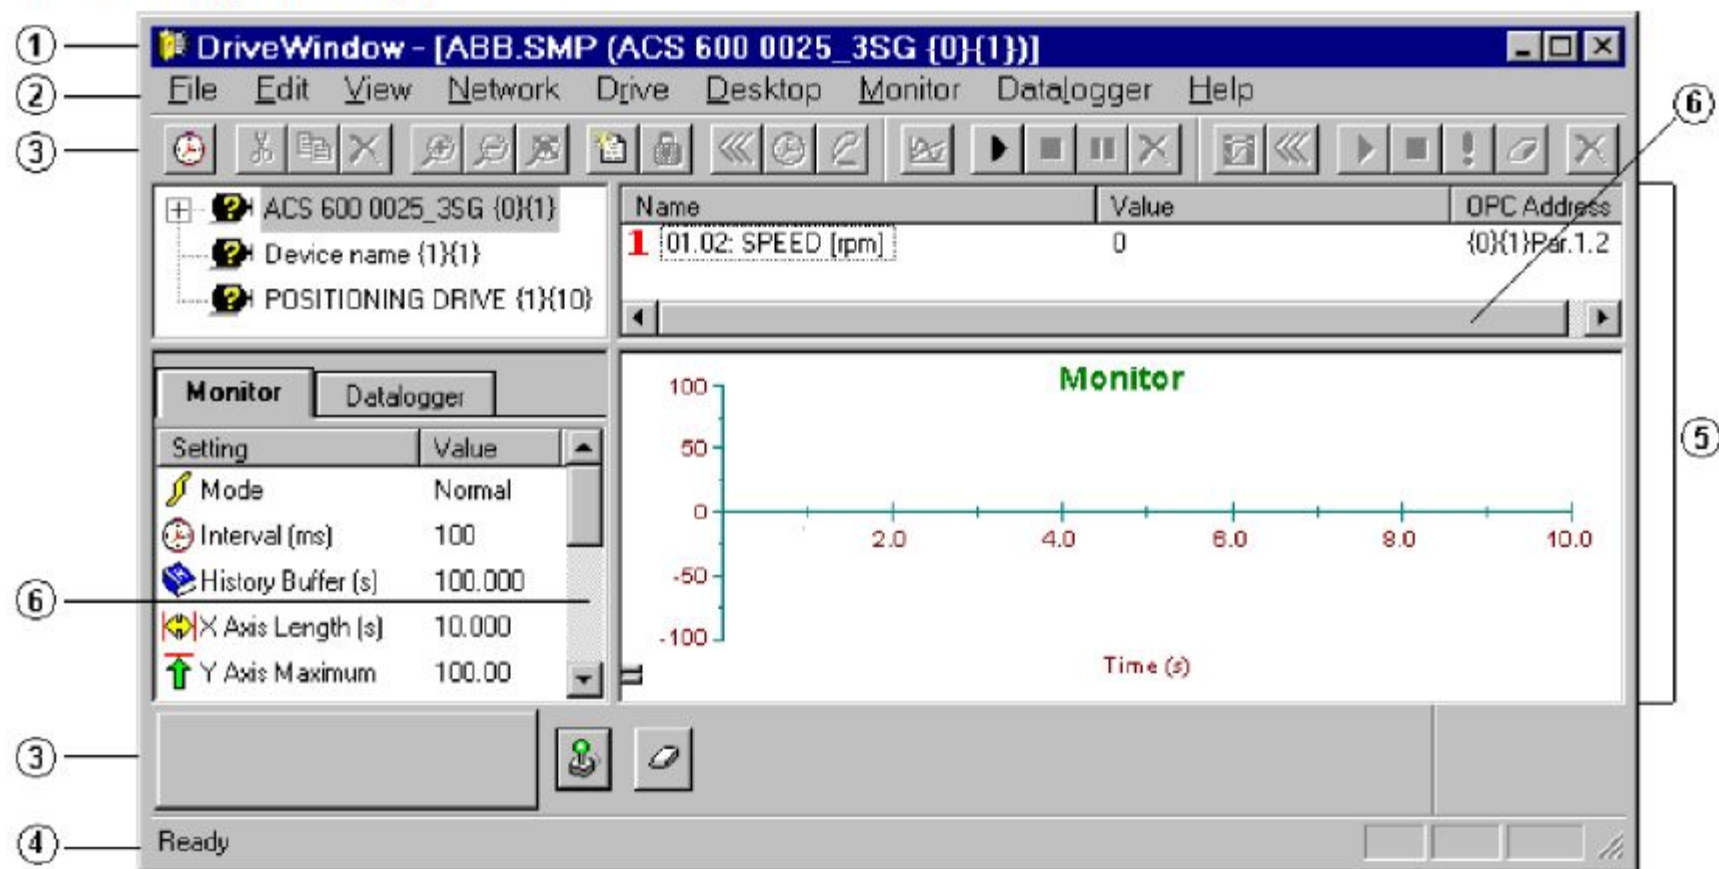 ① DriveWindow - [ABB.SMP (ACS 600 0025_3SG {0}{1})]
② File Edit View Network Drive Desktop Monitor Datalogger Help
⑥
③
ACS 600 0025_3SG {0}{1}
Device name {1}{1}
POSITIONING DRIVE {1}{10}
Name Value OPC Address
1 01.02: SPEED [rpm] 0 {0}{1}Par.1.2
Monitor Datalogger
Setting Value
Mode Normal
Interval (ms) 100
History Buffer (s) 100.000
⑥
X Axis Length (s) 10.000
Y Axis Maximum 100.00
Monitor
100
50
0
-50
-100
2.0 4.0 6.0 8.0 10.0
Time (s)
⑤
③
④ Ready